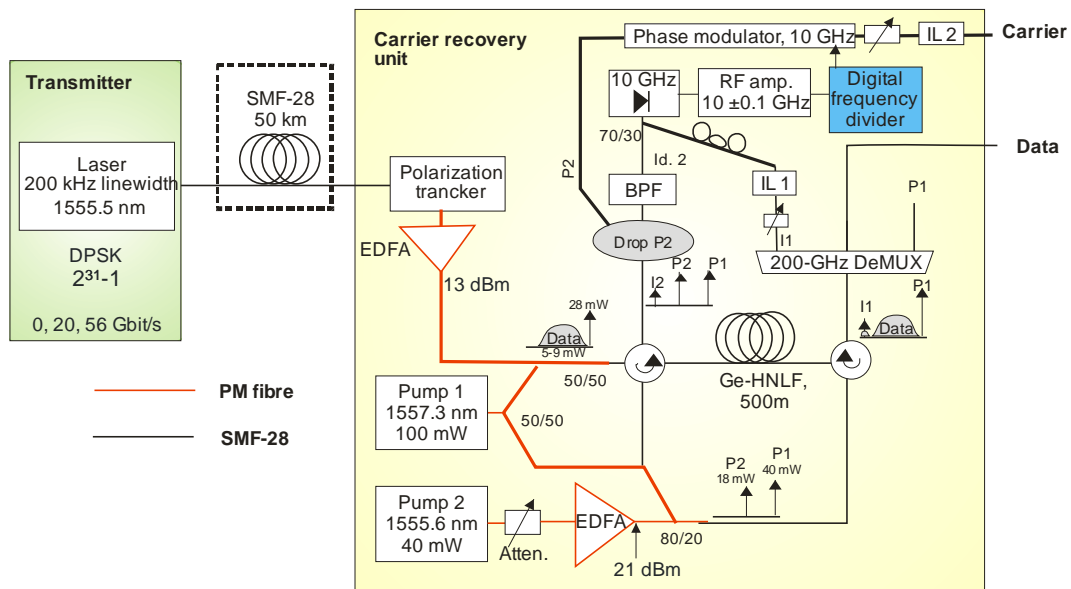 Transmitter
Laser
200 kHz linewidth
1555.5 nm
DPSK
2³¹-1
0, 20, 56 Gbit/s
SMF-28
50 km
Carrier recovery
unit
Phase modulator, 10 GHz
IL 2
Carrier
10 GHz
RF amp.
10 ±0.1 GHz
Digital
frequency
divider
70/30
P2
Id. 2
BPF
IL 1
I1
Data
P1
Polarization
trancker
EDFA
13 dBm
Drop P2
200-GHz DeMUX
I2
P2
P1
28 mW
Data
5-9 mW
I1
Data
P1
50/50
Ge-HNLF,
500m
Pump 1
1557.3 nm
100 mW
50/50
PM fibre
SMF-28
Pump 2
1555.6 nm
40 mW
Atten.
EDFA
21 dBm
80/20
P2
18 mW
P1
40 mW